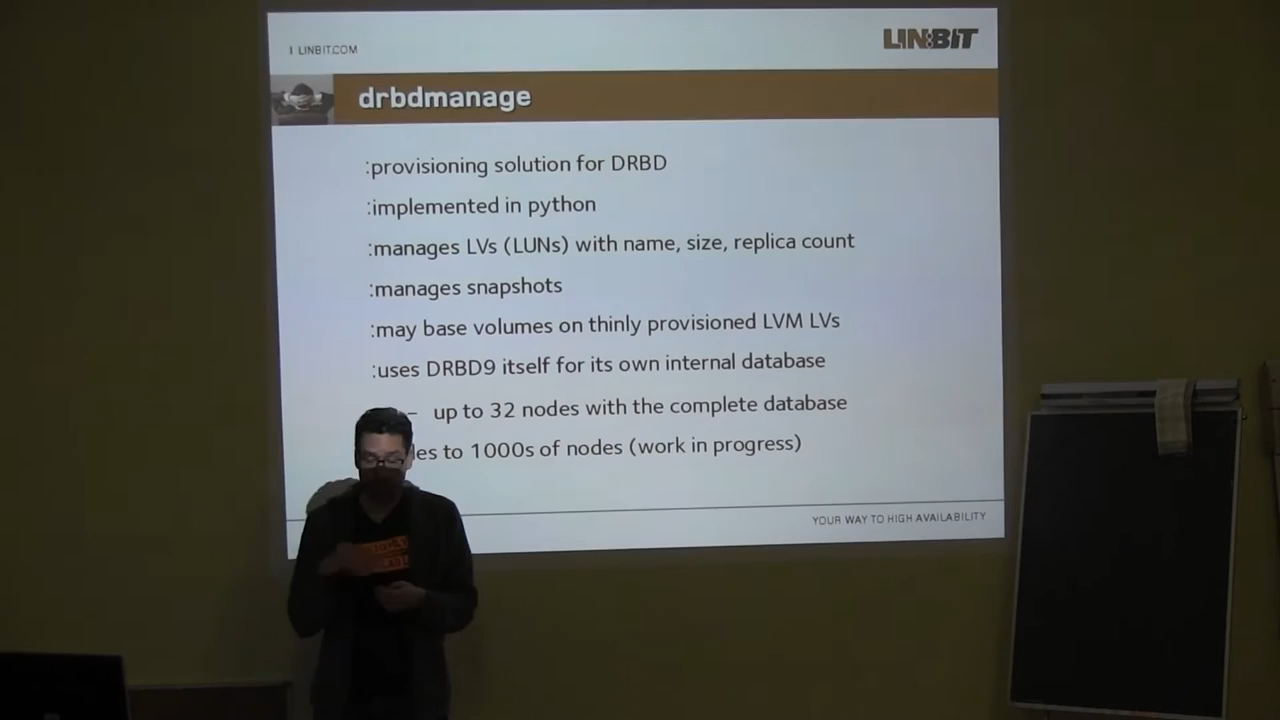 I LINBIT.COM
LINBIT
drbdmanage
:provisioning solution for DRBD
:implemented in python
:manages LVs (LUNs) with name, size, replica count
:manages snapshots
:may base volumes on thinly provisioned LVM LVs
:uses DRBD9 itself for its own internal database
– up to 32 nodes with the complete database
to 1000s of nodes (work in progress)
YOUR WAY TO HIGH AVAILABILITY